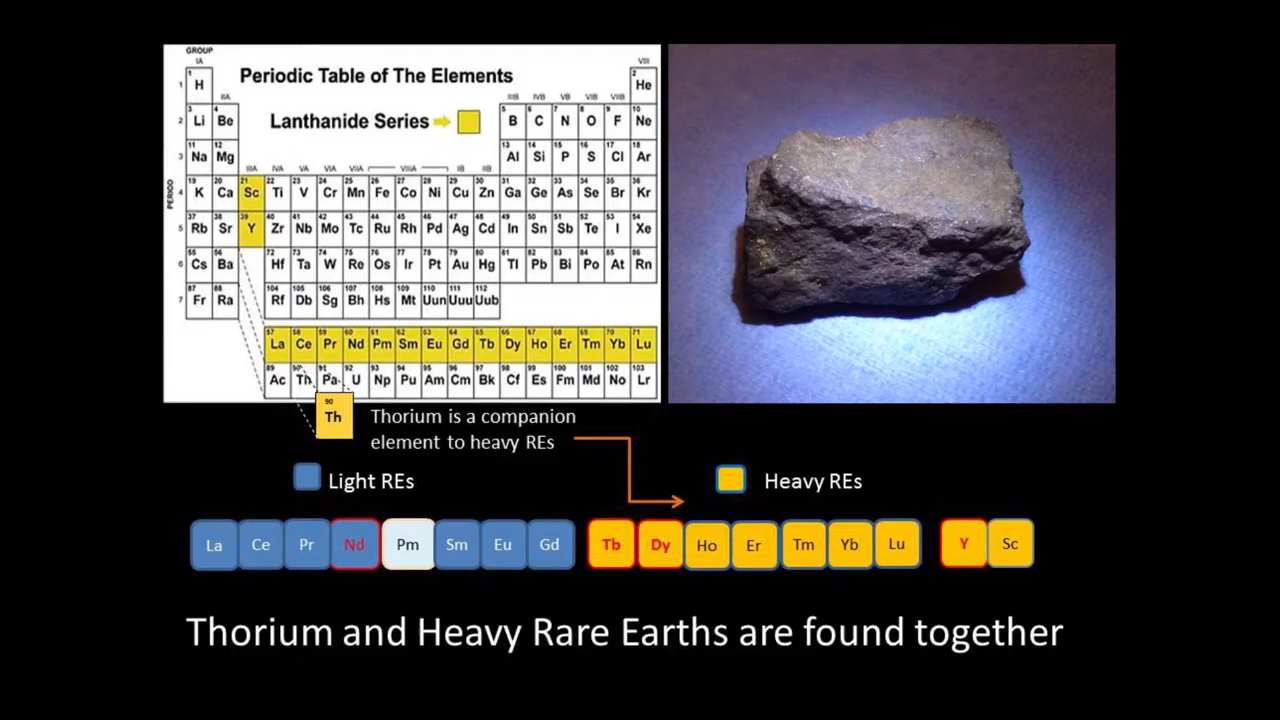 GROUP
IA VIII
Periodic Table of The Elements
1 1 H 2 He
IIA IIIB IVB VB VIB VIIB
Lanthanide Series
2 3 Li 4 Be 5 B 6 C 7 N 8 O 9 F 10 Ne
3 11 Na 12 Mg 13 Al 14 Si 15 P 16 S 17 Cl 18 Ar
IIIA IVA VA VIA VIIA VIIIA IB IIB
PERIOD
4 19 K 20 Ca 21 Sc 22 Ti 23 V 24 Cr 25 Mn 26 Fe 27 Co 28 Ni 29 Cu 30 Zn 31 Ga 32 Ge 33 As 34 Se 35 Br 36 Kr
5 37 Rb 38 Sr 39 Y 40 Zr 41 Nb 42 Mo 43 Tc 44 Ru 45 Rh 46 Pd 47 Ag 48 Cd 49 In 50 Sn 51 Sb 52 Te 53 I 54 Xe
6 55 Cs 56 Ba 72 Hf 73 Ta 74 W 75 Re 76 Os 77 Ir 78 Pt 79 Au 80 Hg 81 Tl 82 Pb 83 Bi 84 Po 85 At 86 Rn
7 87 Fr 88 Ra 104 Rf 105 Db 106 Sg 107 Bh 108 Hs 109 Mt 110 Uun 111 Uuu 112 Uub
57 La 58 Ce 59 Pr 60 Nd 61 Pm 62 Sm 63 Eu 64 Gd 65 Tb 66 Dy 67 Ho 68 Er 69 Tm 70 Yb 71 Lu
89 Ac 90 Th 91 Pa 92 U 93 Np 94 Pu 95 Am 96 Cm 97 Bk 98 Cf 99 Es 100 Fm 101 Md 102 No 103 Lr
90 Th
Thorium is a companion
element to heavy REs
Light REs
Heavy REs
La Ce Pr Nd Pm Sm Eu Gd Tb Dy Ho Er Tm Yb Lu Y Sc
Thorium and Heavy Rare Earths are found together